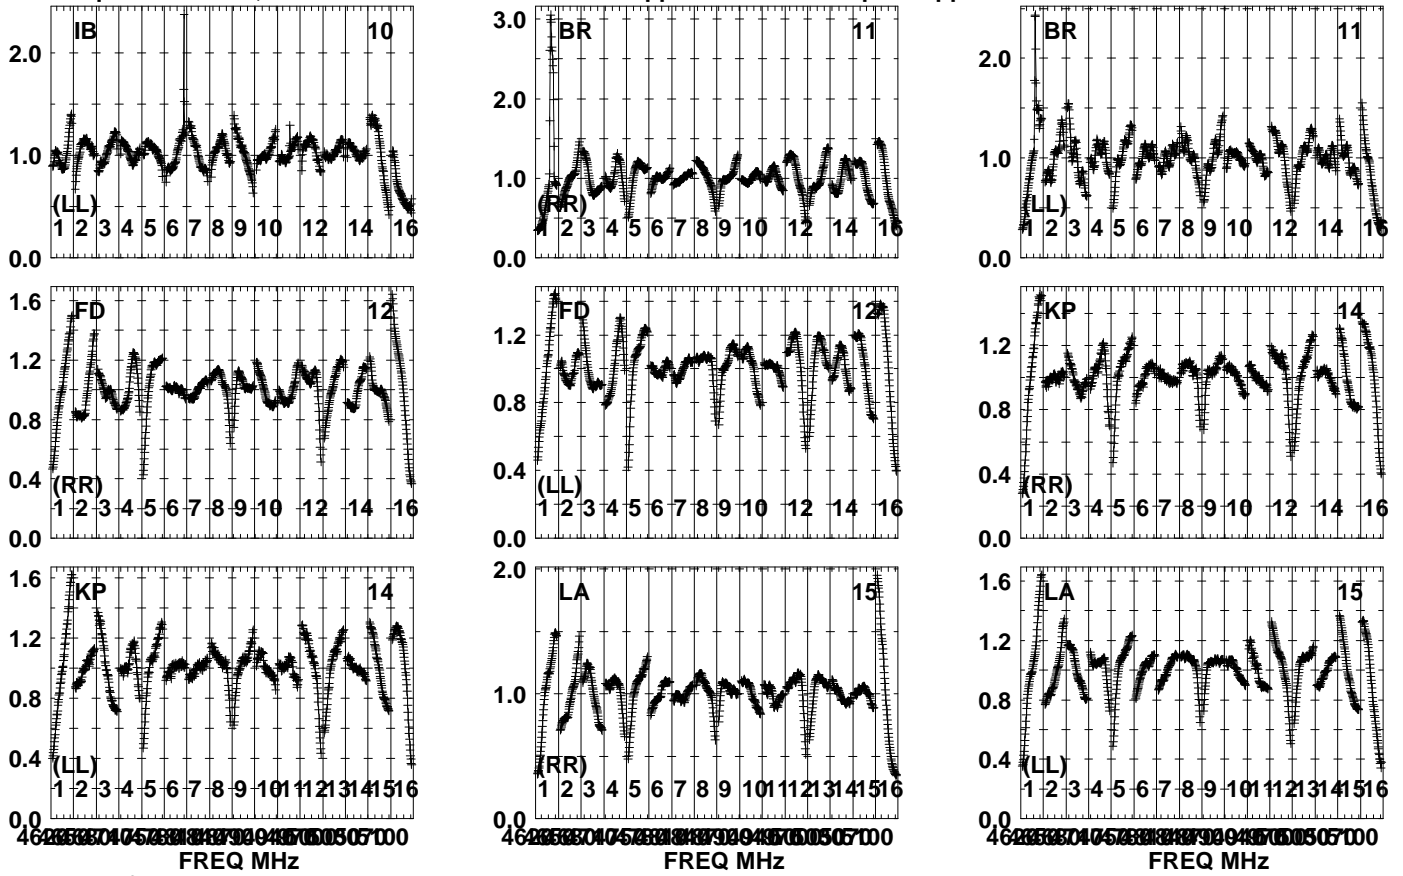 IB 10
2.0
1.0
(LL)
1 2 3 4 5 6 7 8 9 10 12 14 16
0.0
BR 11
3.0
2.0
1.0
(RR)
1 2 3 4 5 6 7 8 9 10 12 14 16
0.0
BR 11
2.0
1.0
(LL)
1 2 3 4 5 6 7 8 9 10 12 14 16
0.0
FD 12
1.6
1.2
0.8
0.4
(RR)
1 2 3 4 5 6 7 8 9 10 12 14 16
0.0
FD 12
1.2
0.8
0.4
(LL)
1 2 3 4 5 6 7 8 9 10 12 14 16
0.0
KP 14
1.2
0.8
0.4
(RR)
1 2 3 4 5 6 7 8 9 10 12 14 16
0.0
KP 14
1.6
1.2
0.8
0.4
(LL)
1 2 3 4 5 6 7 8 9 10 11 12 13 14 15 16
0.0
FREQ MHz
LA 15
2.0
1.0
(RR)
1 2 3 4 5 6 7 8 9 10 11 12 13 14 15 16
0.0
FREQ MHz
LA 15
1.6
1.2
0.8
0.4
(LL)
1 2 3 4 5 6 7 8 9 10 11 12 13 14 15 16
0.0
FREQ MHz